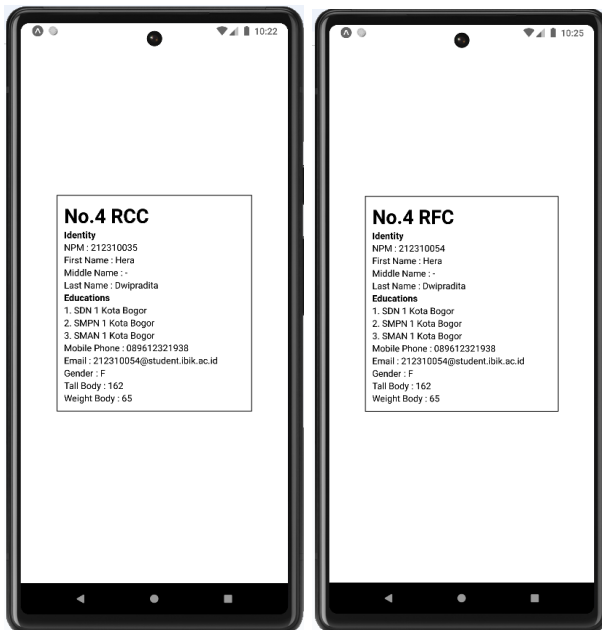 10:22
No.4 RCC
Identity
NPM : 212310035
First Name : Hera
Middle Name : -
Last Name : Dwipradita
Educations
1. SDN 1 Kota Bogor
2. SMPN 1 Kota Bogor
3. SMAN 1 Kota Bogor
Mobile Phone : 089612321938
Email : 212310054@student.ibik.ac.id
Gender : F
Tall Body : 162
Weight Body : 65
10:25
No.4 RFC
Identity
NPM : 212310054
First Name : Hera
Middle Name : -
Last Name : Dwipradita
Educations
1. SDN 1 Kota Bogor
2. SMPN 1 Kota Bogor
3. SMAN 1 Kota Bogor
Mobile Phone : 089612321938
Email : 212310054@student.ibik.ac.id
Gender : F
Tall Body : 162
Weight Body : 65